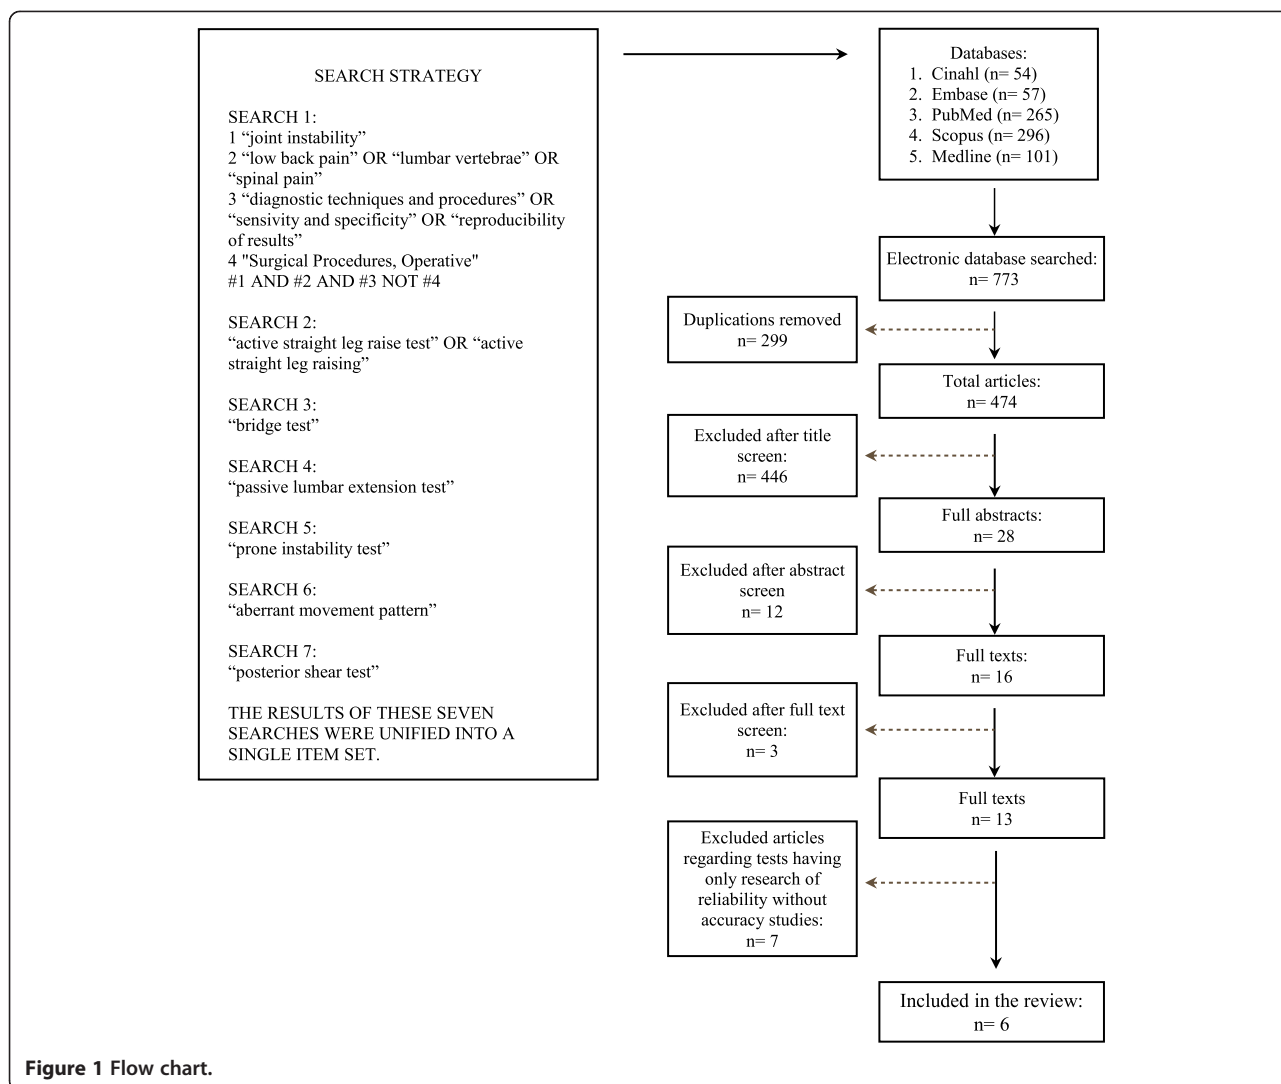 SEARCH STRATEGY
SEARCH 1:
1 “joint instability”
2 “low back pain” OR “lumbar vertebrae” OR
“spinal pain”
3 “diagnostic techniques and procedures” OR
“sensivity and specificity” OR “reproducibility
of results”
4 "Surgical Procedures, Operative"
#1 AND #2 AND #3 NOT #4
SEARCH 2:
“active straight leg raise test” OR “active
straight leg raising”
SEARCH 3:
“bridge test”
SEARCH 4:
“passive lumbar extension test”
SEARCH 5:
“prone instability test”
SEARCH 6:
“aberrant movement pattern”
SEARCH 7:
“posterior shear test”
THE RESULTS OF THESE SEVEN
SEARCHES WERE UNIFIED INTO A
SINGLE ITEM SET.
Databases:
1. Cinahl (n= 54)
2. Embase (n= 57)
3. PubMed (n= 265)
4. Scopus (n= 296)
5. Medline (n= 101)
Electronic database searched:
n= 773
Duplications removed
n= 299
Total articles:
n= 474
Excluded after title
screen:
n= 446
Full abstracts:
n= 28
Excluded after abstract
screen
n= 12
Full texts:
n= 16
Excluded after full text
screen:
n= 3
Full texts
n= 13
Excluded articles
regarding tests having
only research of
reliability without
accuracy studies:
n= 7
Included in the review:
n= 6
Figure 1 Flow chart.